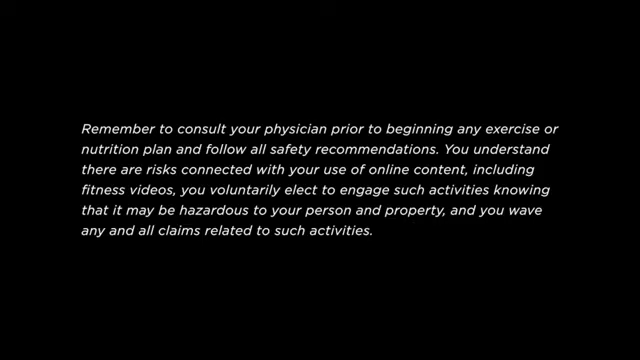 Remember to consult your physician prior to beginning any exercise or
nutrition plan and follow all safety recommendations. You understand
there are risks connected with your use of online content, including
fitness videos, you voluntarily elect to engage such activities knowing
that it may be hazardous to your person and property, and you wave
any and all claims related to such activities.